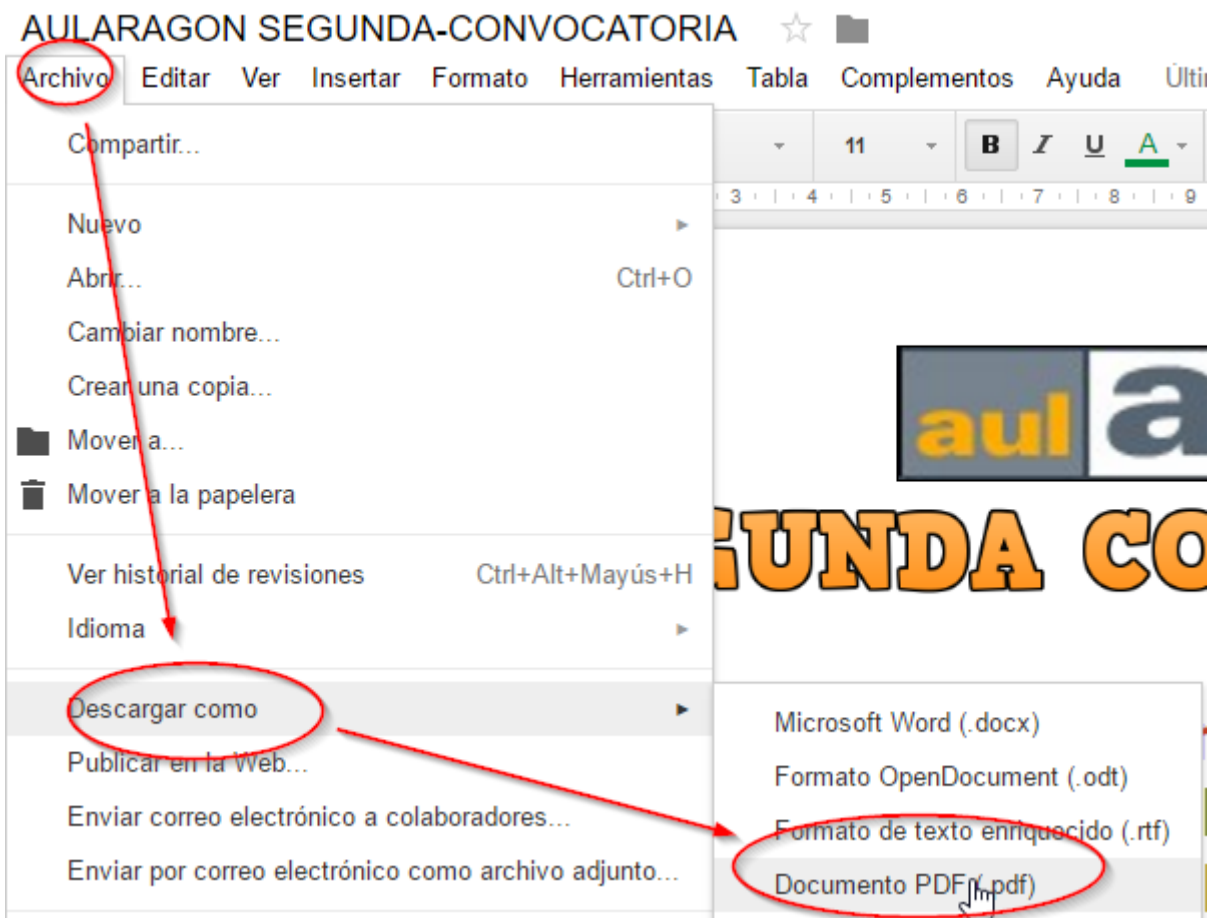 AULARAGON SEGUNDA-CONVOCATORIA
Archivo Editar Ver Insertar Formato Herramientas Tabla Complementos Ayuda Últi
Compartir...
11 B I U A
3 4 5 6 7 8 9
Nuevo
Abrir... Ctrl+O
Cambiar nombre...
Crear una copia...
Mover a...
Mover a la papelera
aul a
GUNDA CO
Ver historial de revisiones Ctrl+Alt+Mayús+H
Idioma
Descargar como
Publicar en la Web...
Enviar correo electrónico a colaboradores...
Enviar por correo electrónico como archivo adjunto...
Microsoft Word (.docx)
Formato OpenDocument (.odt)
Formato de texto enriquecido (.rtf)
Documento PDF (.pdf)